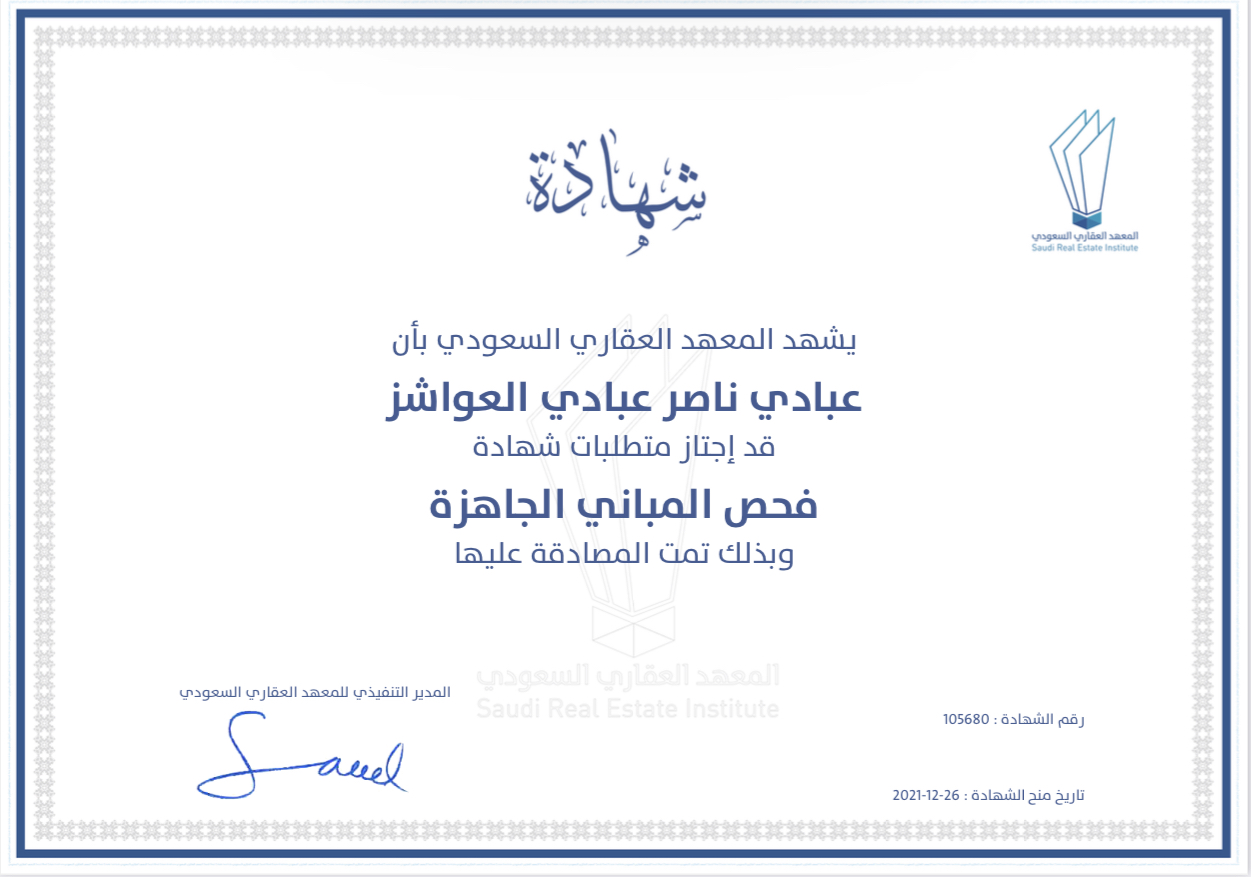 شهادة
المعهد العقاري السعودي
Saudi Real Estate Institute
يشهد المعهد العقاري السعودي بأن
عبادي ناصر عبادي العواشز
قد إجتاز متطلبات شهادة
فحص المباني الجاهزة
وبذلك تمت المصادقة عليها
المعهد العقاري السعودي
Saudi Real Estate Institute
المدير التنفيذي للمعهد العقاري السعودي
Saued
رقم الشهادة : 105680
تاريخ منح الشهادة : 26-12-2021